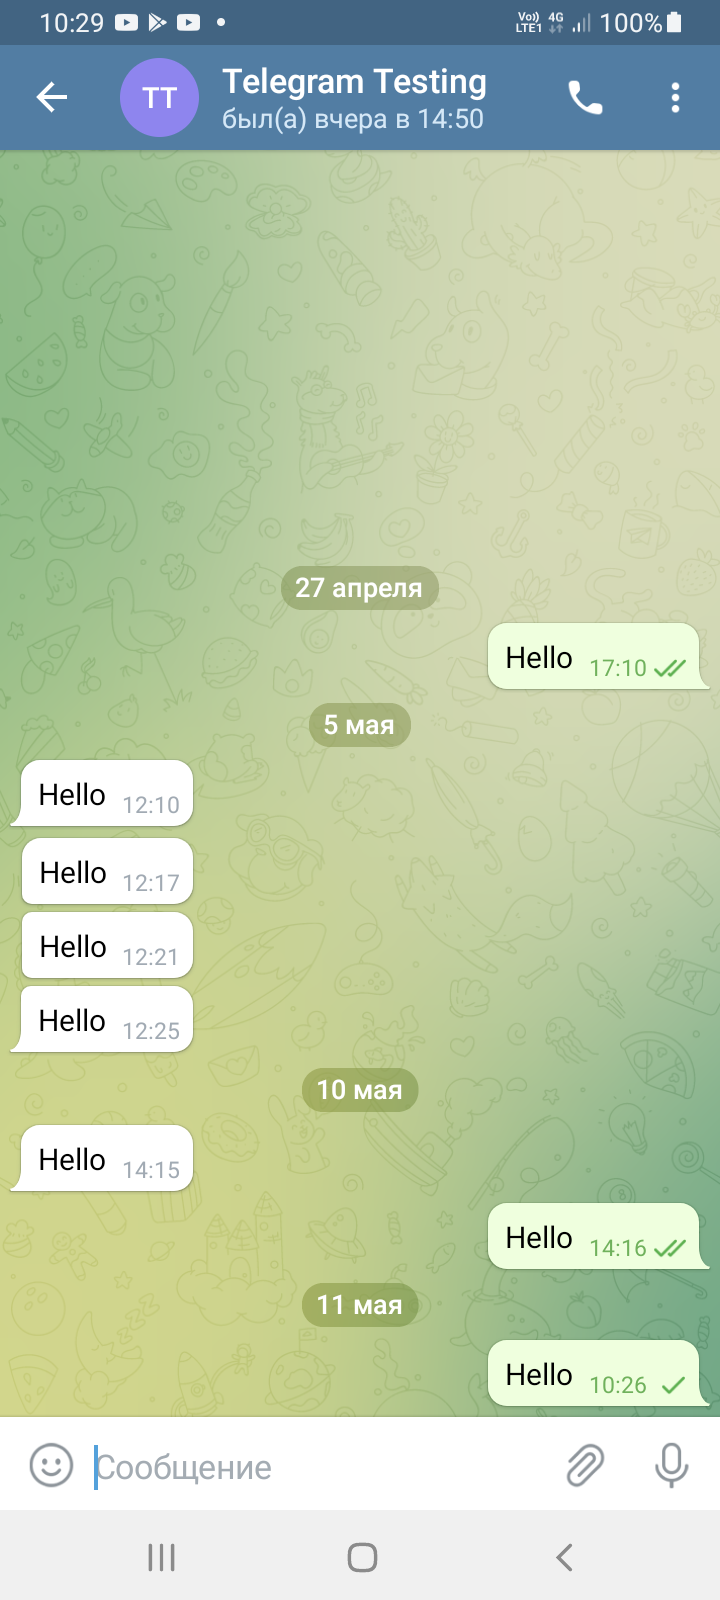 10:29
Vo)) LTE1 4G 100%
TT
Telegram Testing
был(а) вчера в 14:50
27 апреля
Hello 17:10
5 мая
Hello 12:10
Hello 12:17
Hello 12:21
Hello 12:25
10 мая
Hello 14:15
Hello 14:16
11 мая
Hello 10:26
Сообщение